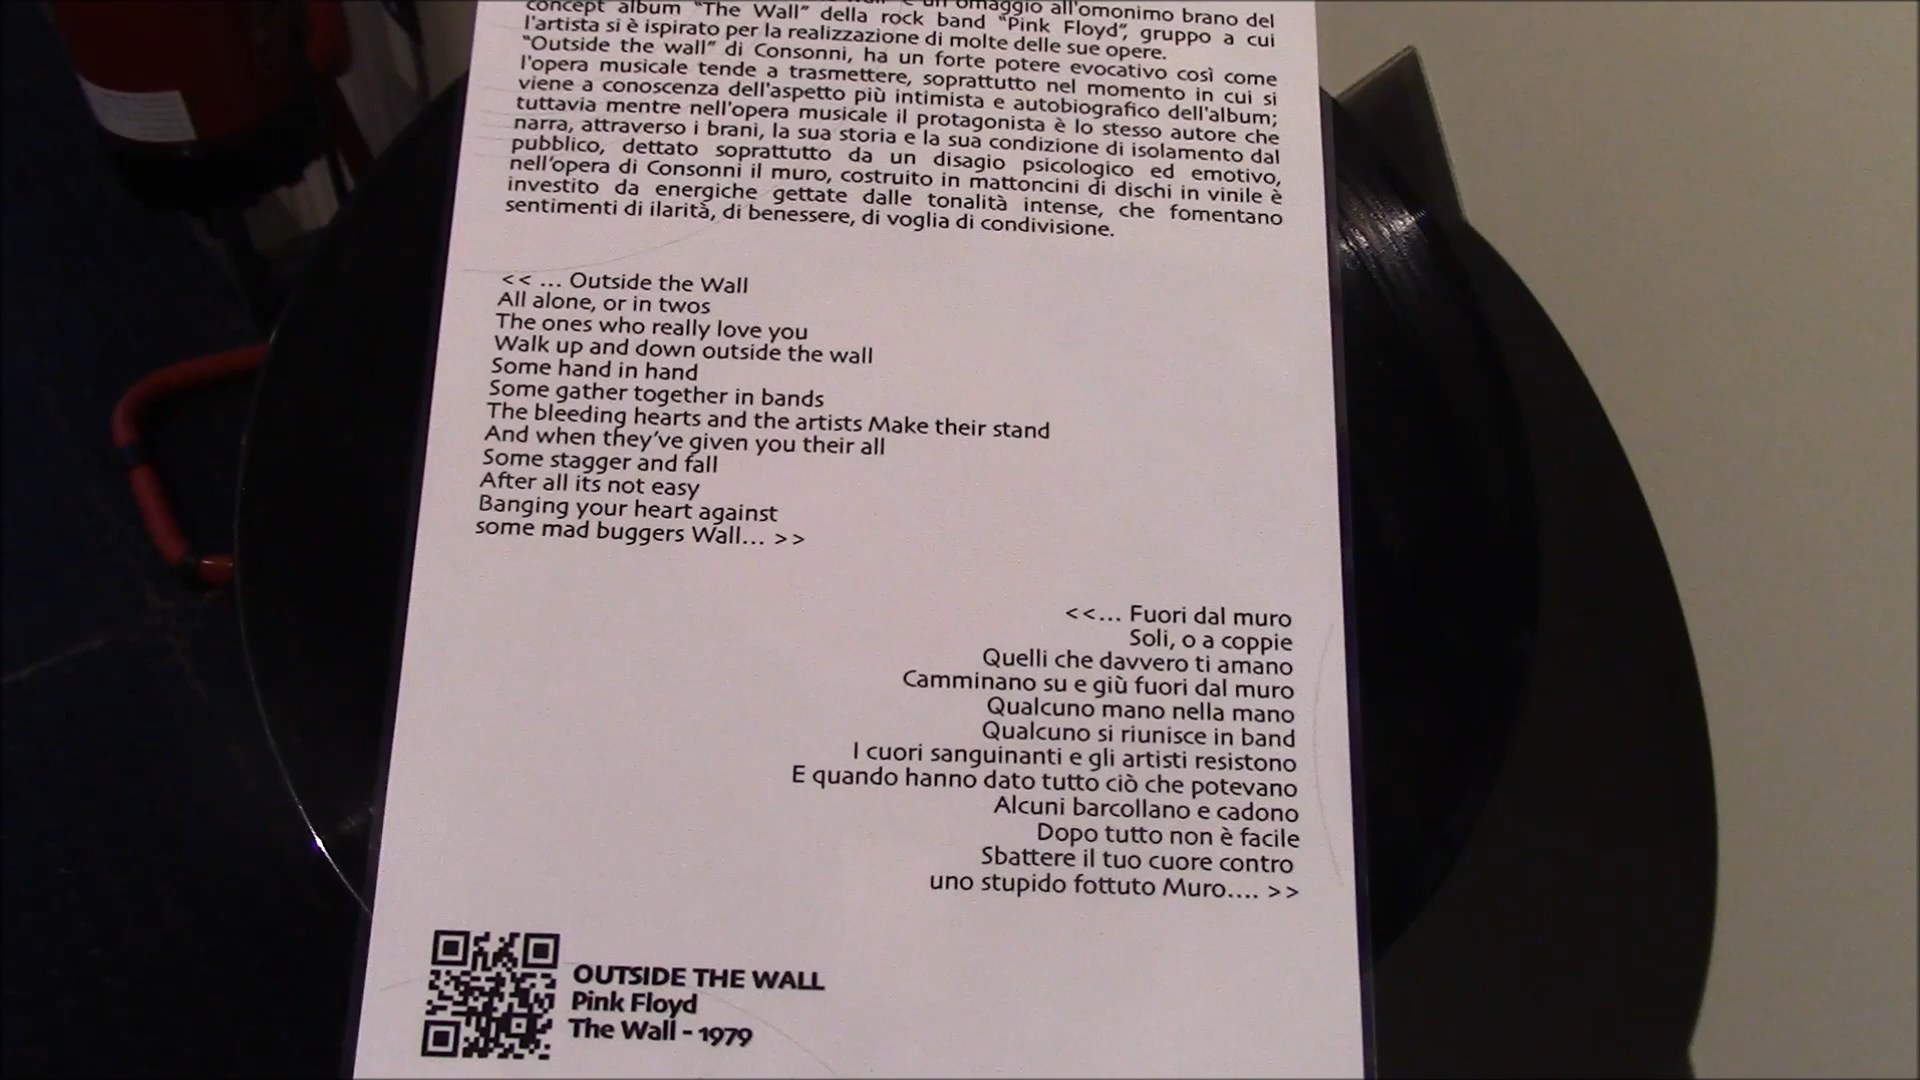 un omaggio all'omonimo brano del
concept album "The Wall" della rock band "Pink Floyd", gruppo a cui
l'artista si è ispirato per la realizzazione di molte delle sue opere.
"Outside the wall" di Consonni, ha un forte potere evocativo così come
l'opera musicale tende a trasmettere, soprattutto nel momento in cui si
viene a conoscenza dell'aspetto più intimista e autobiografico dell'album;
tuttavia mentre nell'opera musicale il protagonista è lo stesso autore che
narra, attraverso i brani, la sua storia e la sua condizione di isolamento dal
pubblico, dettato soprattutto da un disagio psicologico ed emotivo,
nell'opera di Consonni il muro, costruito in mattoncini di dischi in vinile è
investito da energiche gettate dalle tonalità intense, che fomentano
sentimenti di ilarità, di benessere, di voglia di condivisione.
<< ... Outside the Wall
All alone, or in twos
The ones who really love you
Walk up and down outside the wall
Some hand in hand
Some gather together in bands
The bleeding hearts and the artists Make their stand
And when they've given you their all
Some stagger and fall
After all its not easy
Banging your heart against
some mad buggers Wall... >>
<<... Fuori dal muro
Soli, o a coppie
Quelli che davvero ti amano
Camminano su e giù fuori dal muro
Qualcuno mano nella mano
Qualcuno si riunisce in band
I cuori sanguinanti e gli artisti resistono
E quando hanno dato tutto ciò che potevano
Alcuni barcollano e cadono
Dopo tutto non è facile
Sbattere il tuo cuore contro
uno stupido fottuto Muro.... >>
OUTSIDE THE WALL
Pink Floyd
The Wall - 1979